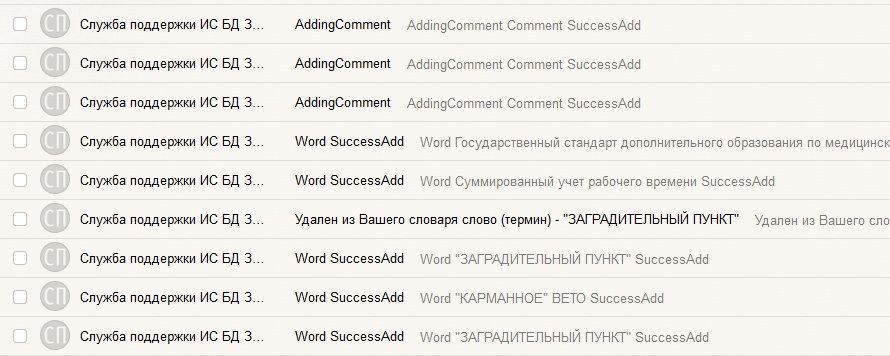 СП Служба поддержки ИС БД З... AddingComment AddingComment Comment SuccessAdd
СП Служба поддержки ИС БД З... AddingComment AddingComment Comment SuccessAdd
СП Служба поддержки ИС БД З... AddingComment AddingComment Comment SuccessAdd
СП Служба поддержки ИС БД З... Word SuccessAdd Word Государственный стандарт дополнительного образования по медицинск
СП Служба поддержки ИС БД З... Word SuccessAdd Word Суммированный учет рабочего времени SuccessAdd
СП Служба поддержки ИС БД З... Удален из Вашего словаря слово (термин) - "ЗАГРАДИТЕЛЬНЫЙ ПУНКТ" Удален из Вашего сло
СП Служба поддержки ИС БД З... Word SuccessAdd Word "ЗАГРАДИТЕЛЬНЫЙ ПУНКТ" SuccessAdd
СП Служба поддержки ИС БД З... Word SuccessAdd Word "КАРМАННОЕ" ВЕТО SuccessAdd
СП Служба поддержки ИС БД З... Word SuccessAdd Word "ЗАГРАДИТЕЛЬНЫЙ ПУНКТ" SuccessAdd